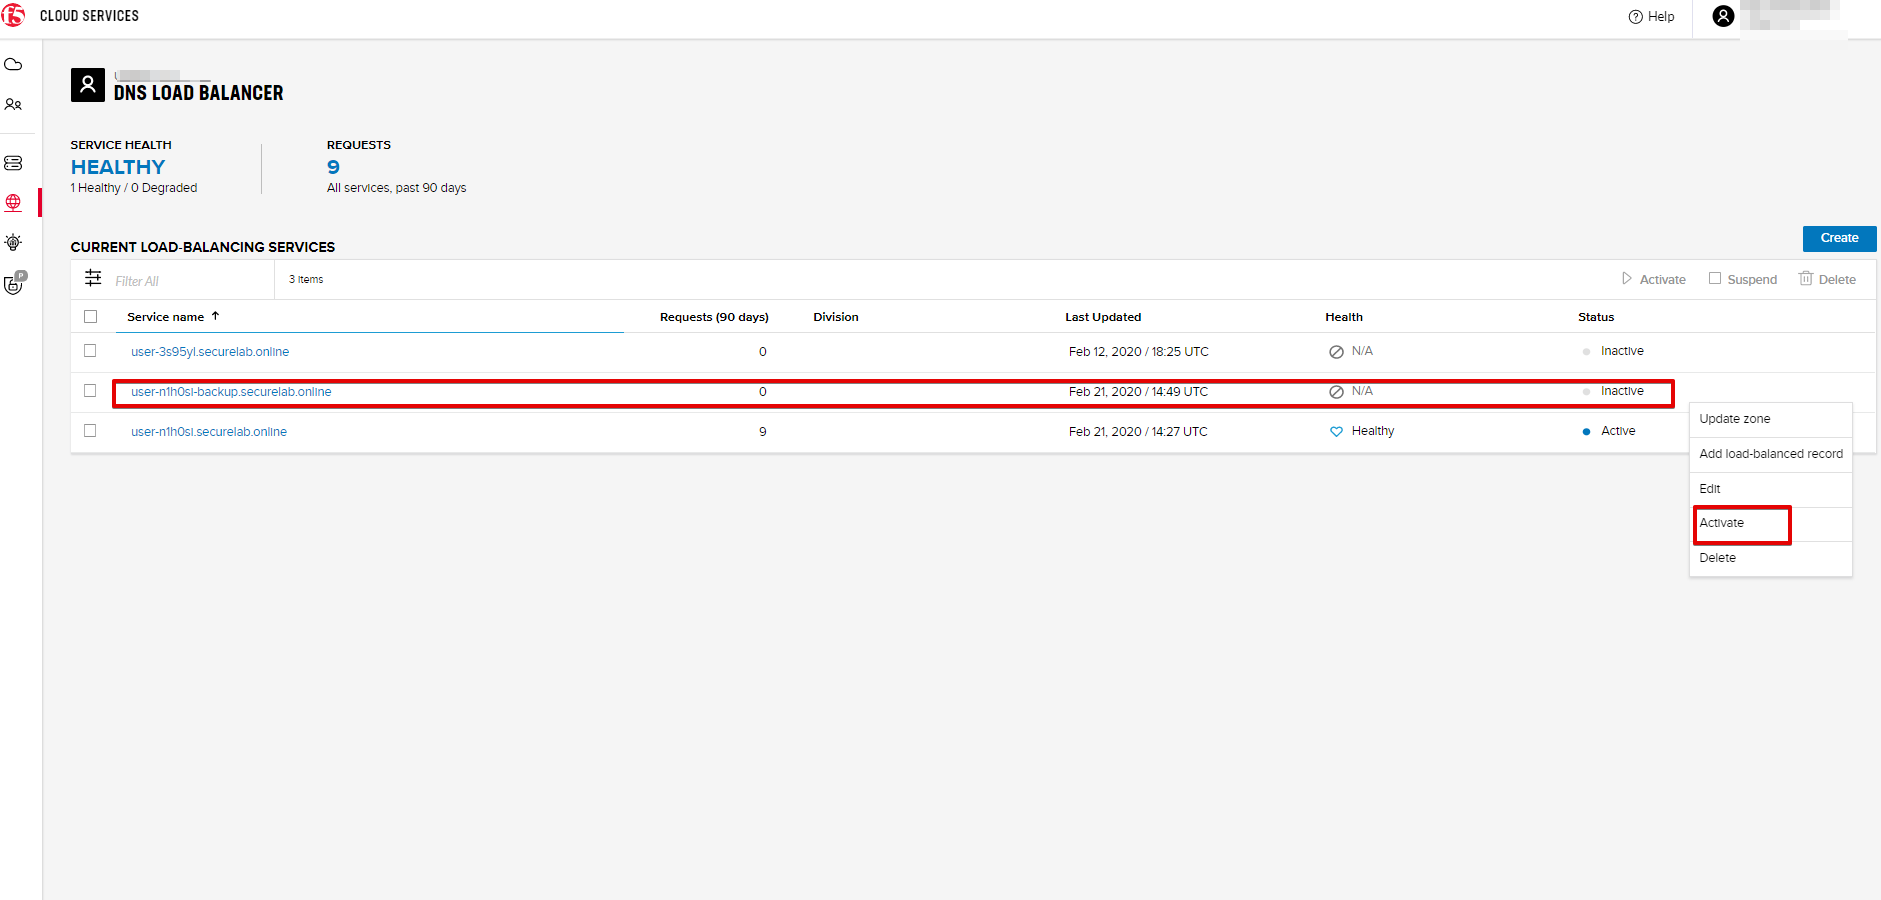 f5 CLOUD SERVICES
Help
DNS LOAD BALANCER
SERVICE HEALTH
HEALTHY
1 Healthy / 0 Degraded
REQUESTS
9
All services, past 90 days
CURRENT LOAD-BALANCING SERVICES
Create
Filter All
3 Items
Activate
Suspend
Delete
Service name ↑ Requests (90 days) Division Last Updated Health Status
user-3s95yl.securelab.online 0 Feb 12, 2020 / 18:25 UTC N/A Inactive
user-n1h0sl-backup.securelab.online 0 Feb 21, 2020 / 14:49 UTC N/A Inactive
user-n1h0sl.securelab.online 9 Feb 21, 2020 / 14:27 UTC Healthy Active
Update zone
Add load-balanced record
Edit
Activate
Delete
P